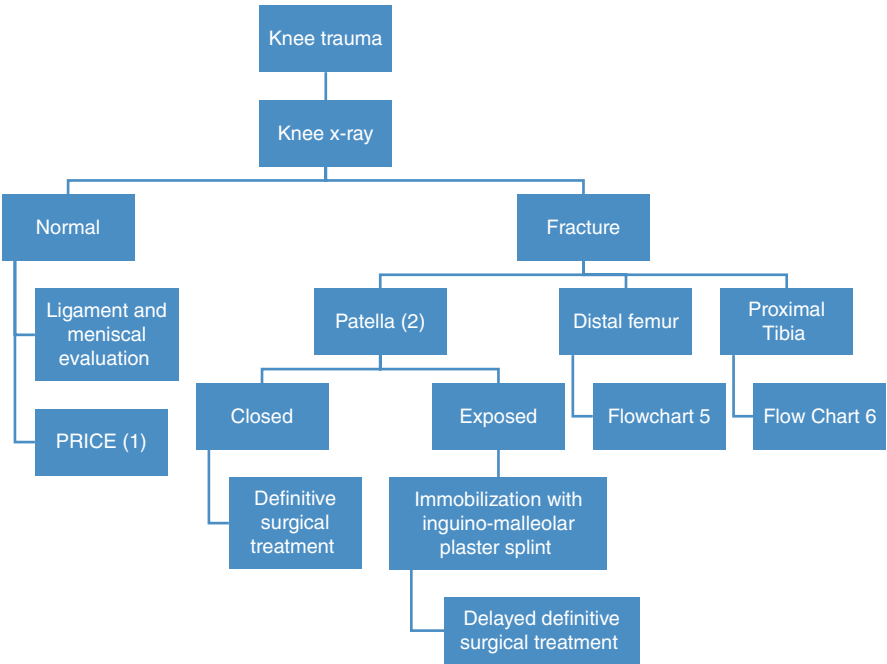 Knee trauma
Knee x-ray
Normal
Fracture
Ligament and
meniscal
evaluation
Patella (2)
Distal femur
Proximal
Tibia
PRICE (1)
Closed
Exposed
Flowchart 5
Flow Chart 6
Definitive
surgical
treatment
Immobilization with
inguino-malleolar
plaster splint
Delayed definitive
surgical treatment